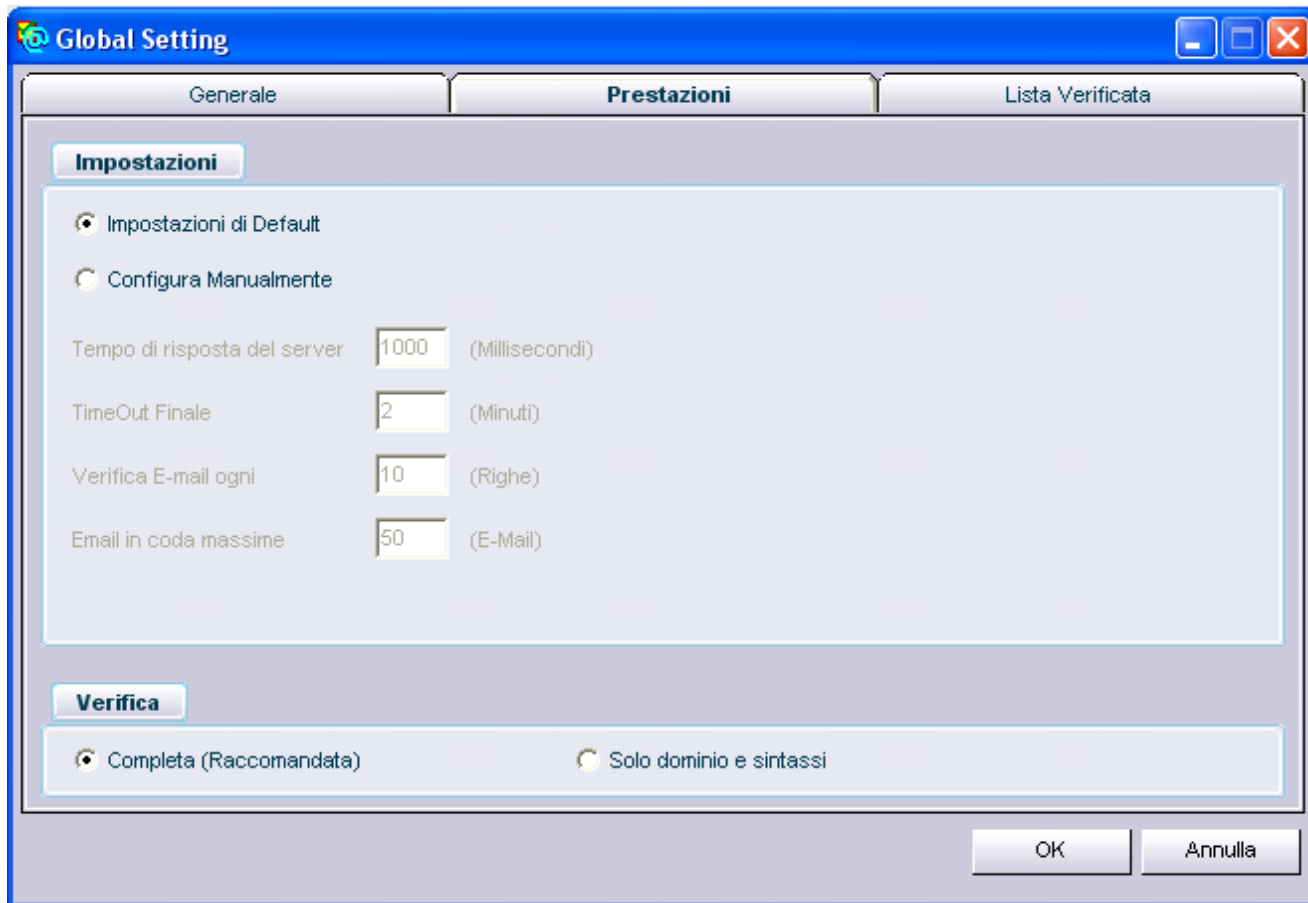 Global Setting
Generale Prestazioni Lista Verificata
Impostazioni
Impostazioni di Default
Configura Manualmente
Tempo di risposta del server 1000 (Millisecondi)
TimeOut Finale 2 (Minuti)
Verifica E-mail ogni 10 (Righe)
Email in coda massime 50 (E-Mail)
Verifica
Completa (Raccomandata) Solo dominio e sintassi
OK Annulla